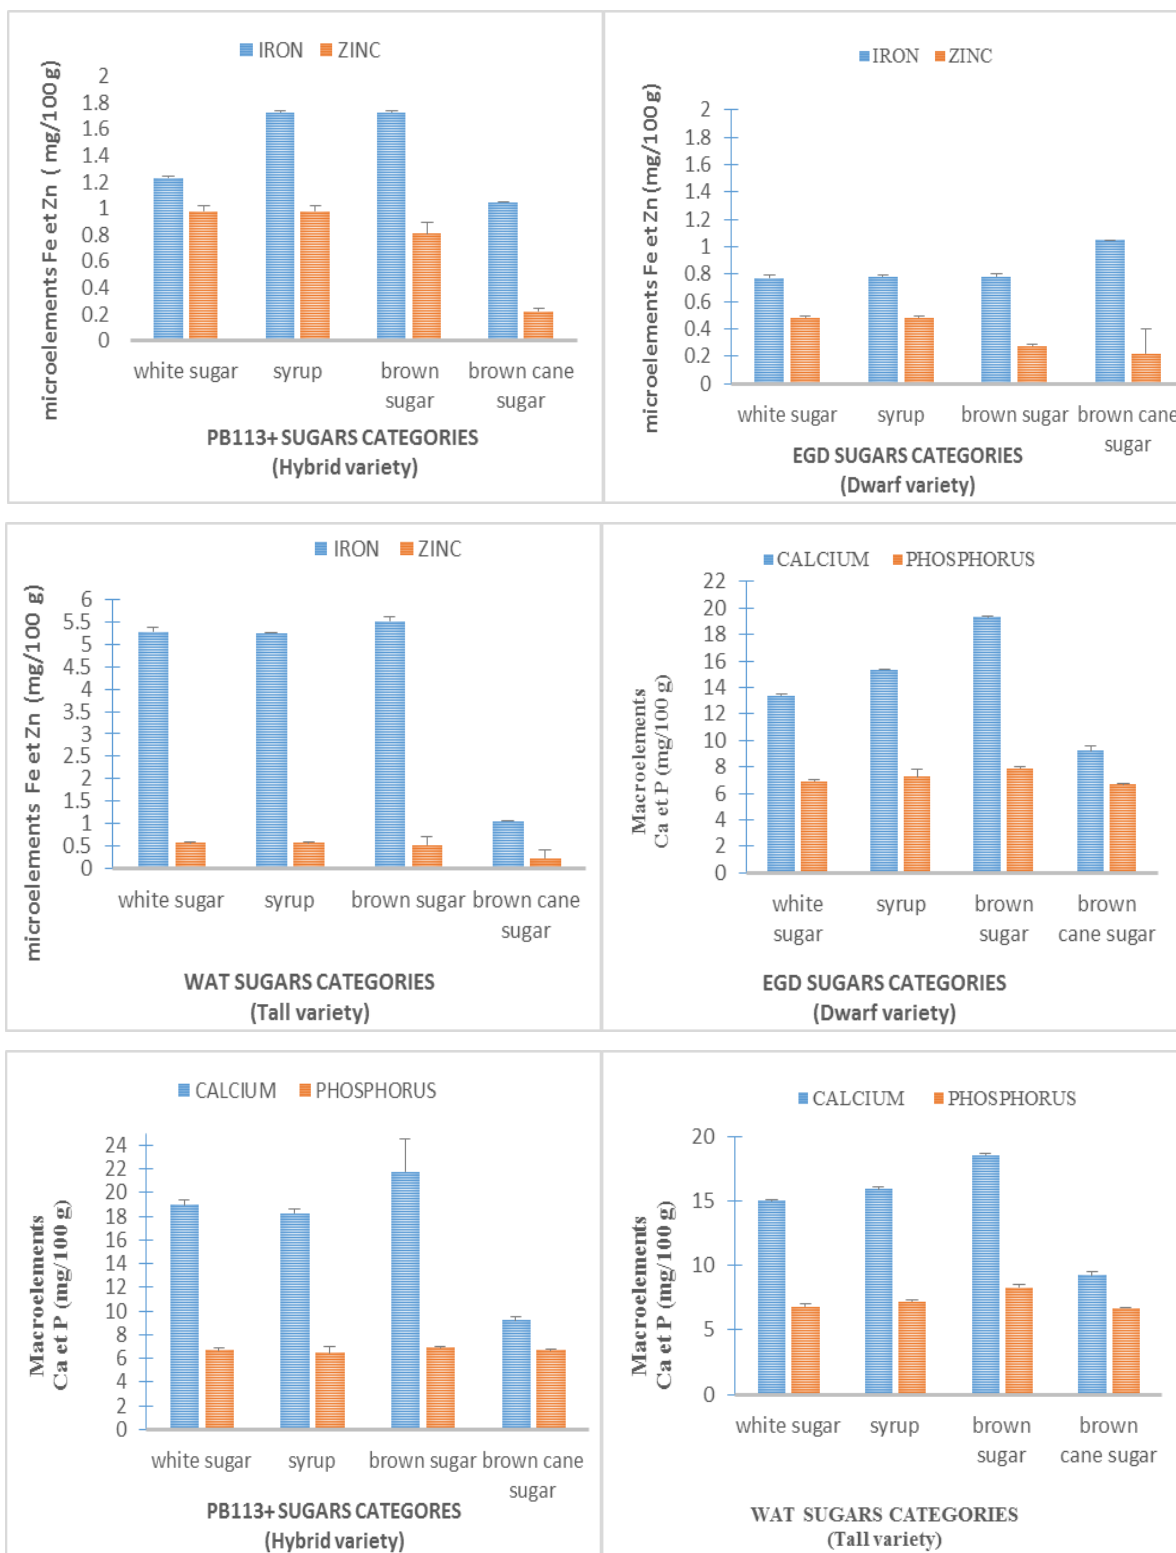 IRON ZINC
microelements Fe et Zn ( mg/100 g)
2
1.8
1.6
1.4
1.2
1
0.8
0.6
0.4
0.2
0
white sugar syrup brown sugar brown cane sugar
PB113+ SUGARS CATEGORIES
(Hybrid variety)
IRON ZINC
microelements Fe et Zn (mg/100 g)
2
1.8
1.6
1.4
1.2
1
0.8
0.6
0.4
0.2
0
white sugar syrup brown sugar brown cane sugar
EGD SUGARS CATEGORIES
(Dwarf variety)
IRON ZINC
microelements Fe et Zn (mg/100 g)
6
5.5
5
4.5
4
3.5
3
2.5
2
1.5
1
0.5
0
white sugar syrup brown sugar brown cane sugar
WAT SUGARS CATEGORIES
(Tall variety)
CALCIUM PHOSPHORUS
Macroelements
Ca et P (mg/100 g)
22
20
18
16
14
12
10
8
6
4
2
0
white sugar syrup brown sugar brown cane sugar
EGD SUGARS CATEGORIES
(Dwarf variety)
CALCIUM PHOSPHORUS
Macroelements
Ca et P (mg/100 g)
24
22
20
18
16
14
12
10
8
6
4
2
0
white sugar syrup brown sugar brown cane sugar
PB113+ SUGARS CATEGORES
(Hybrid variety)
CALCIUM PHOSPHORUS
Macroelements
Ca et P (mg/100 g)
20
15
10
5
0
white sugar syrup brown sugar brown cane sugar
WAT SUGARS CATEGORIES
(Tall variety)